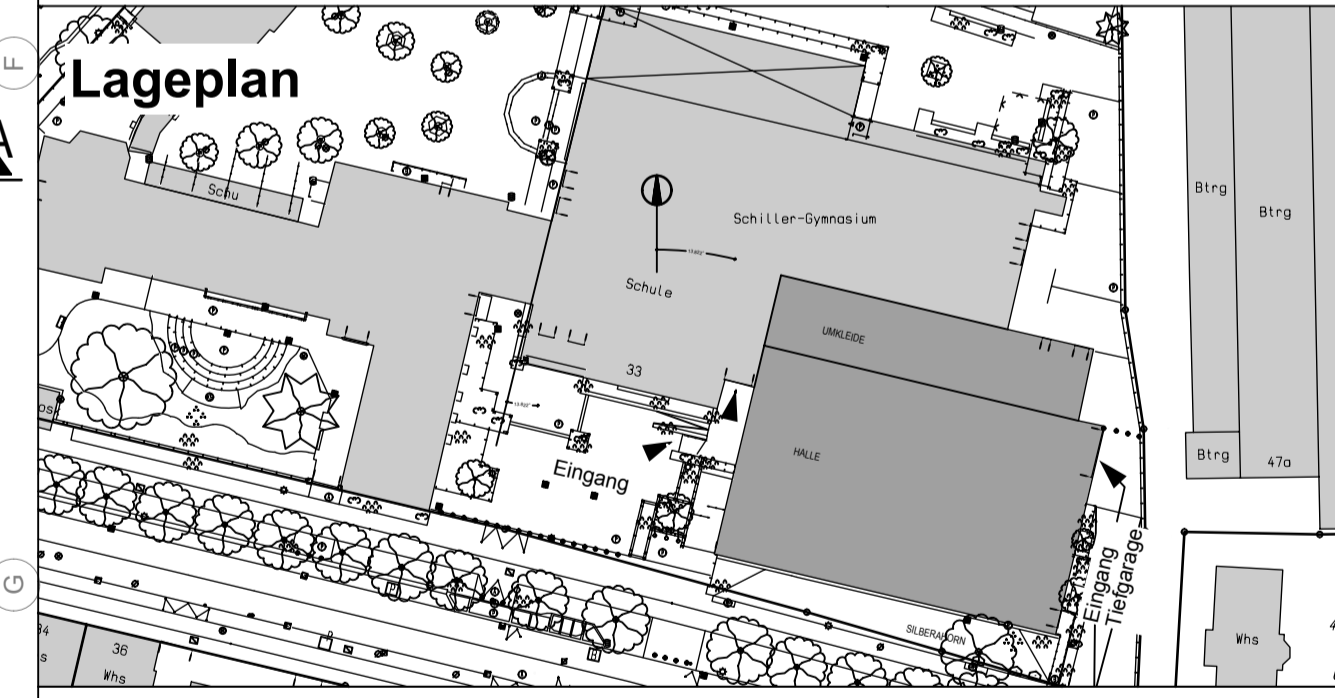 F
Lageplan
A
Schu
Schiller-Gymnasium
Schule
33
UMKLEIDE
HALLE
Eingang
Btrg
Btrg
Btrg
47a
Eingang
Tiefgarage
SILBERAHORN
G
36
Whs
Whs